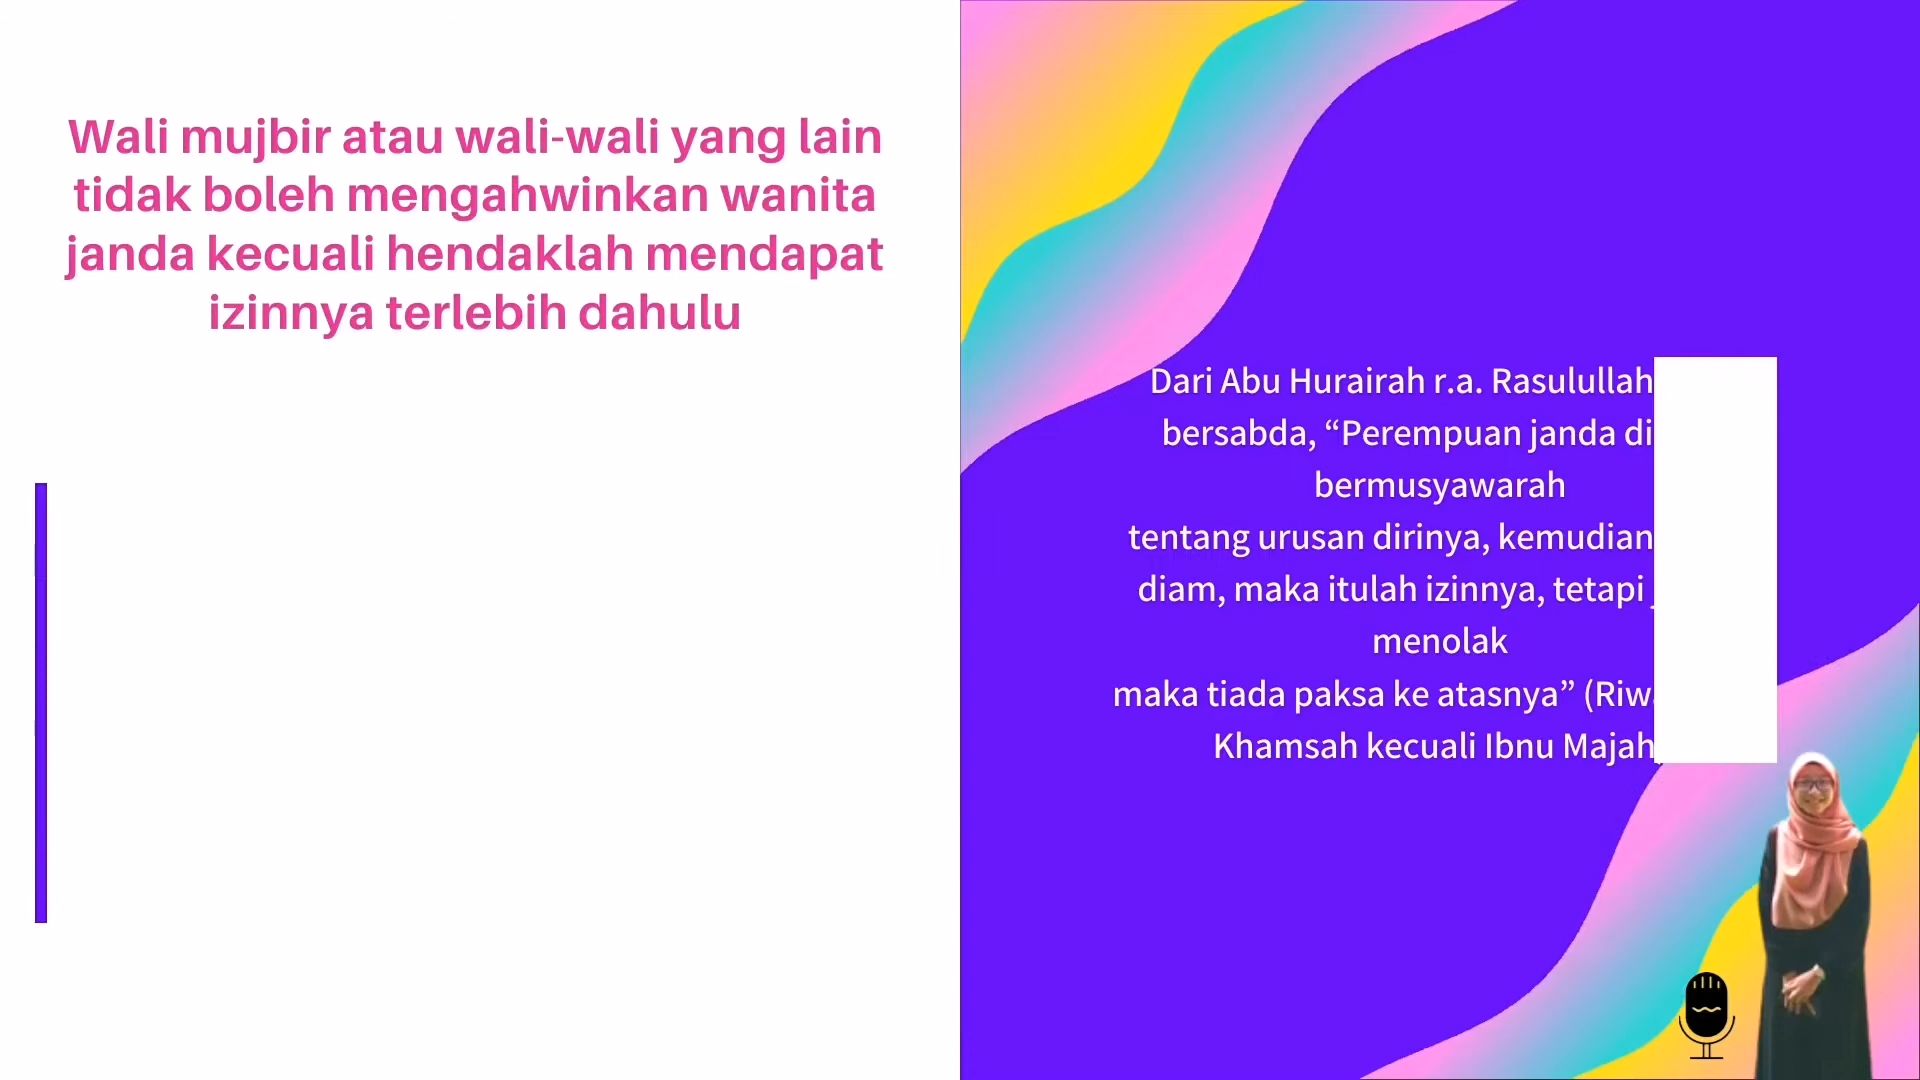 Wali mujbir atau wali-wali yang lain
tidak boleh mengahwinkan wanita
janda kecuali hendaklah mendapat
izinnya terlebih dahulu
Dari Abu Hurairah r.a. Rasulullah
bersabda, “Perempuan janda di
bermusyawarah
tentang urusan dirinya, kemudian
diam, maka itulah izinnya, tetapi
menolak
maka tiada paksa ke atasnya”
Khamsah kecuali Ibnu Majah